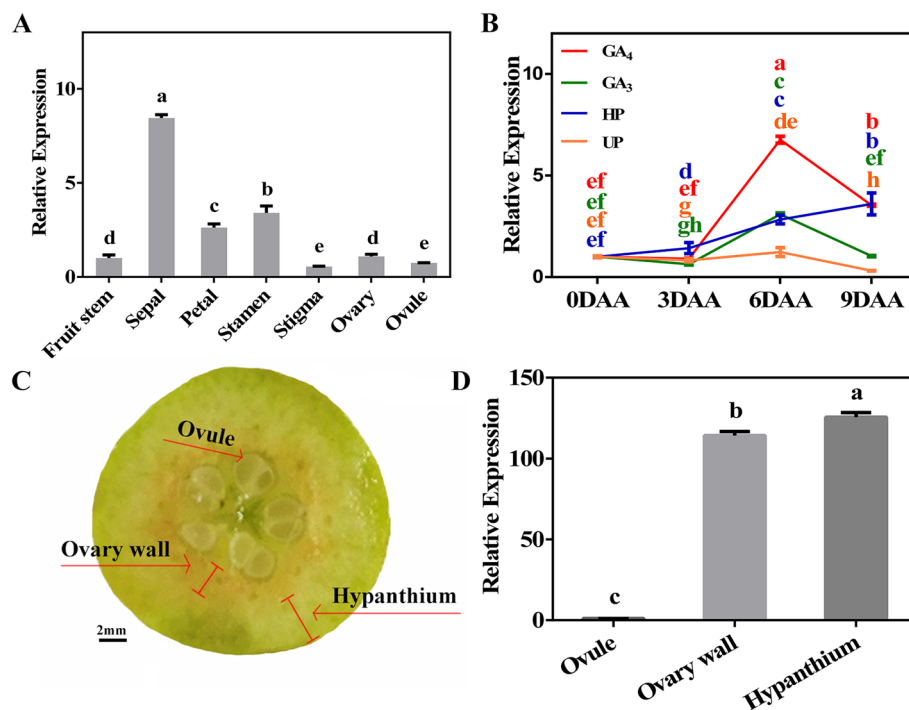 A
Relative Expression
10
5
0
d
a
c
b
e
d
e
Fruit stem
Sepal
Petal
Stamen
Stigma
Ovary
Ovule
B
Relative Expression
10
5
0
GA₄
GA₃
HP
UP
ef
ef
ef
ef
d
ef
g
gh
a
c
c
de
b
b
ef
h
0DAA
3DAA
6DAA
9DAA
C
Ovule
Ovary wall
Hypanthium
2mm
D
Relative Expression
150
100
50
0
c
b
a
Ovule
Ovary wall
Hypanthium